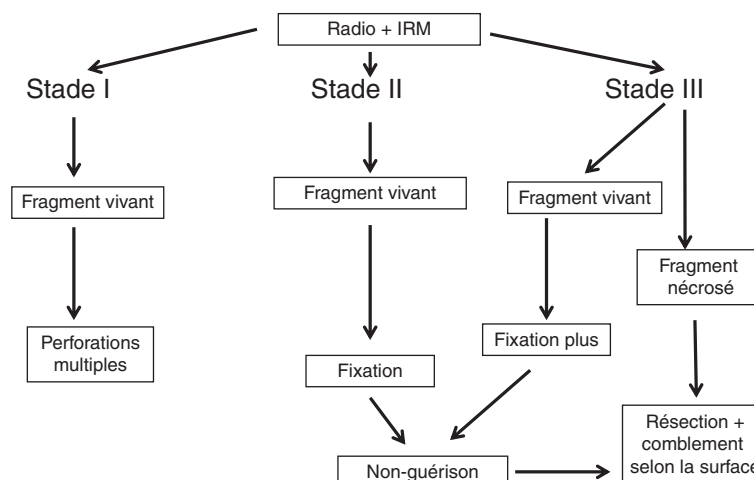 Radio + IRM
Stade I
Stade II
Stade III
Fragment vivant
Fragment vivant
Fragment vivant
Fragment
nécrosé
Perforations
multiples
Fixation
Fixation plus
Résection +
comblement
selon la surface
Non-guérison